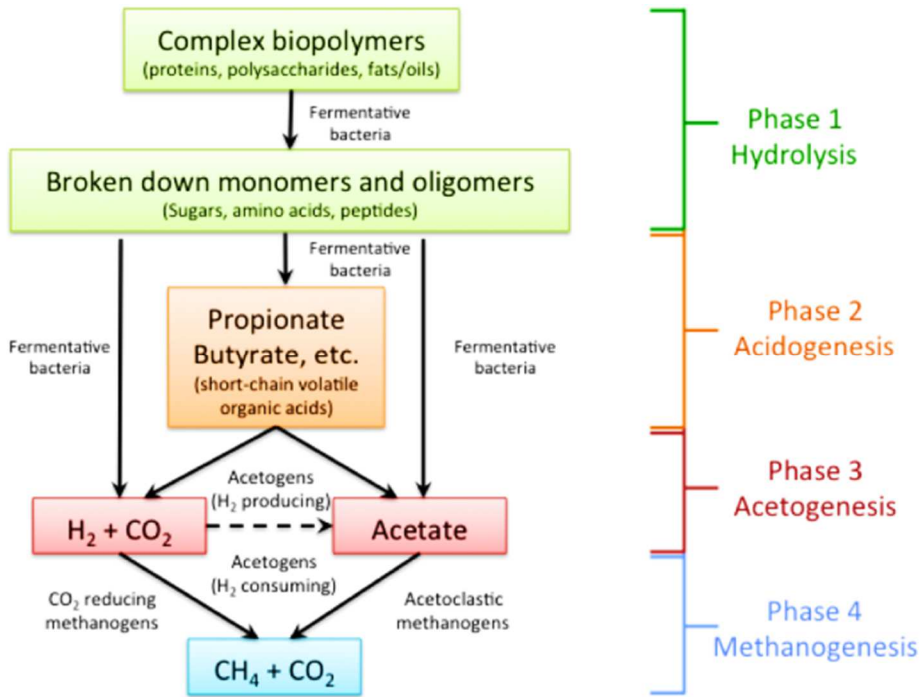 Complex biopolymers
(proteins, polysaccharides, fats/oils)
Fermentative
bacteria
Broken down monomers and oligomers
(Sugars, amino acids, peptides)
Fermentative
bacteria
Propionate
Butyrate, etc.
(short-chain volatile
organic acids)
Fermentative
bacteria
Fermentative
bacteria
Acetogens
(H₂ producing)
H₂ + CO₂
Acetate
Acetogens
(H₂ consuming)
CO₂ reducing
methanogens
Acetoclastic
methanogens
CH₄ + CO₂
Phase 1
Hydrolysis
Phase 2
Acidogenesis
Phase 3
Acetogenesis
Phase 4
Methanogenesis